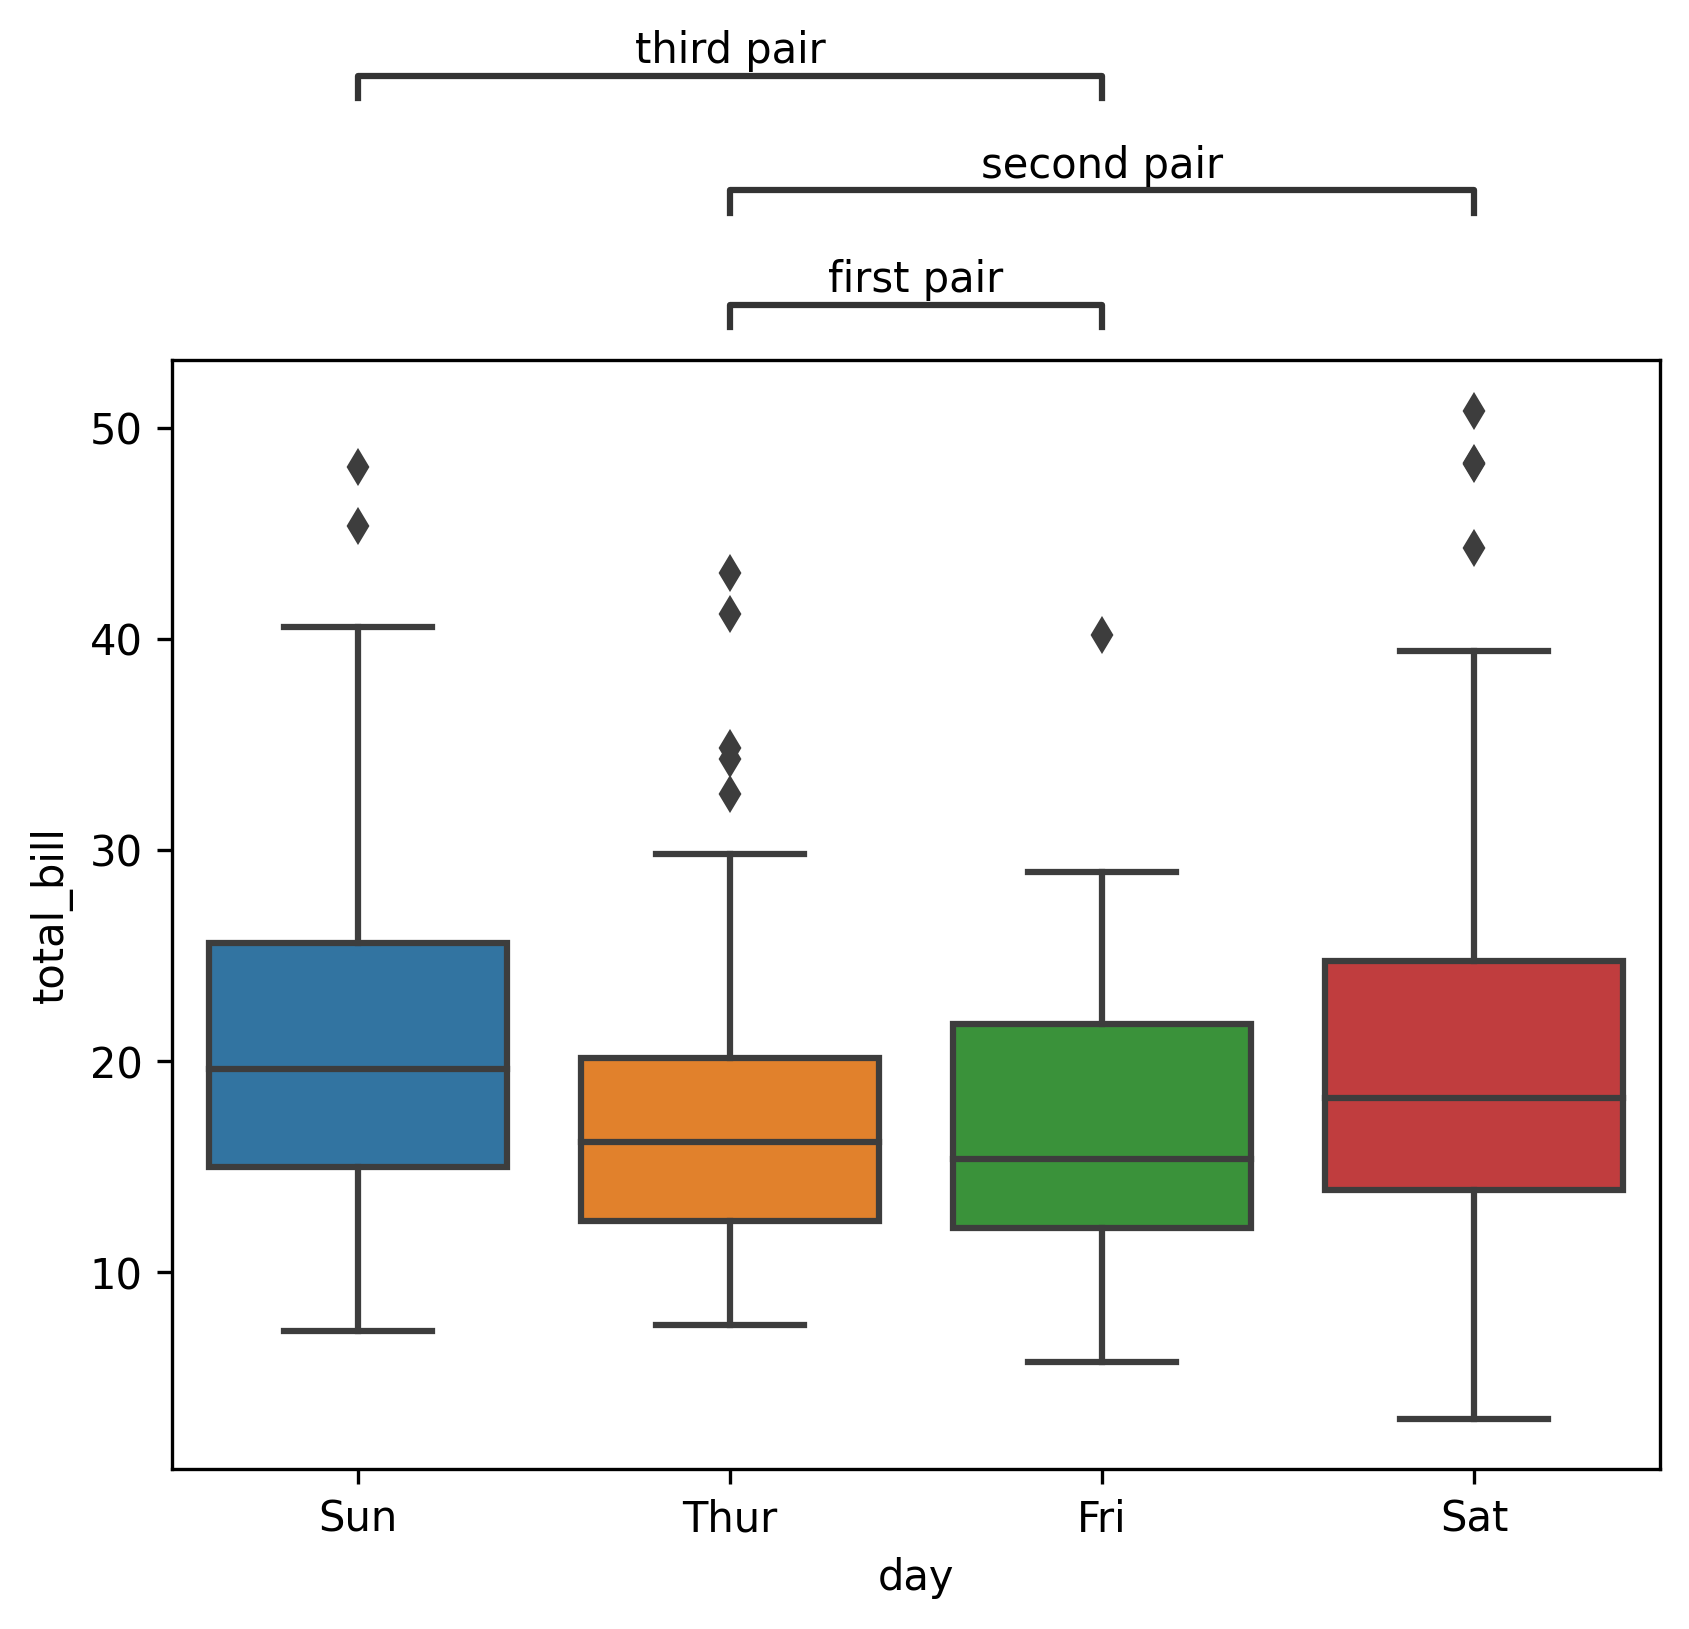 third pair
second pair
first pair
50
40
30
20
10
total_bill
Sun Thur Fri Sat
day